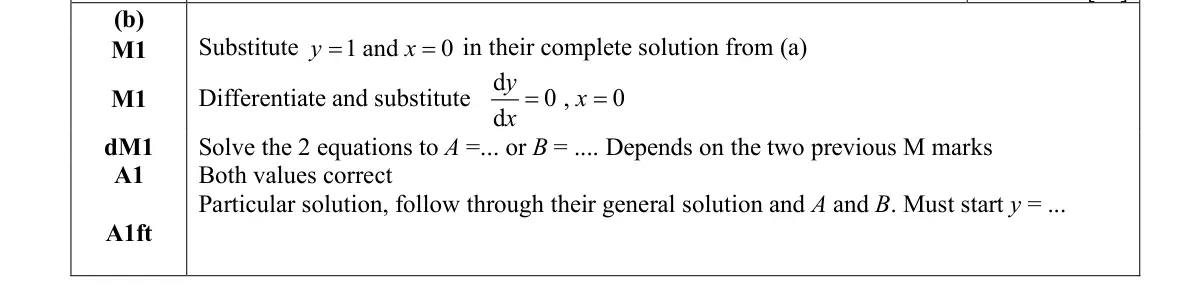 (b)
M1 Substitute y = 1 and x = 0 in their complete solution from (a)
M1 Differentiate and substitute dy/dx = 0 , x = 0
dM1 Solve the 2 equations to A =... or B = .... Depends on the two previous M marks
A1 Both values correct
Particular solution, follow through their general solution and A and B. Must start y = ...
A1ft